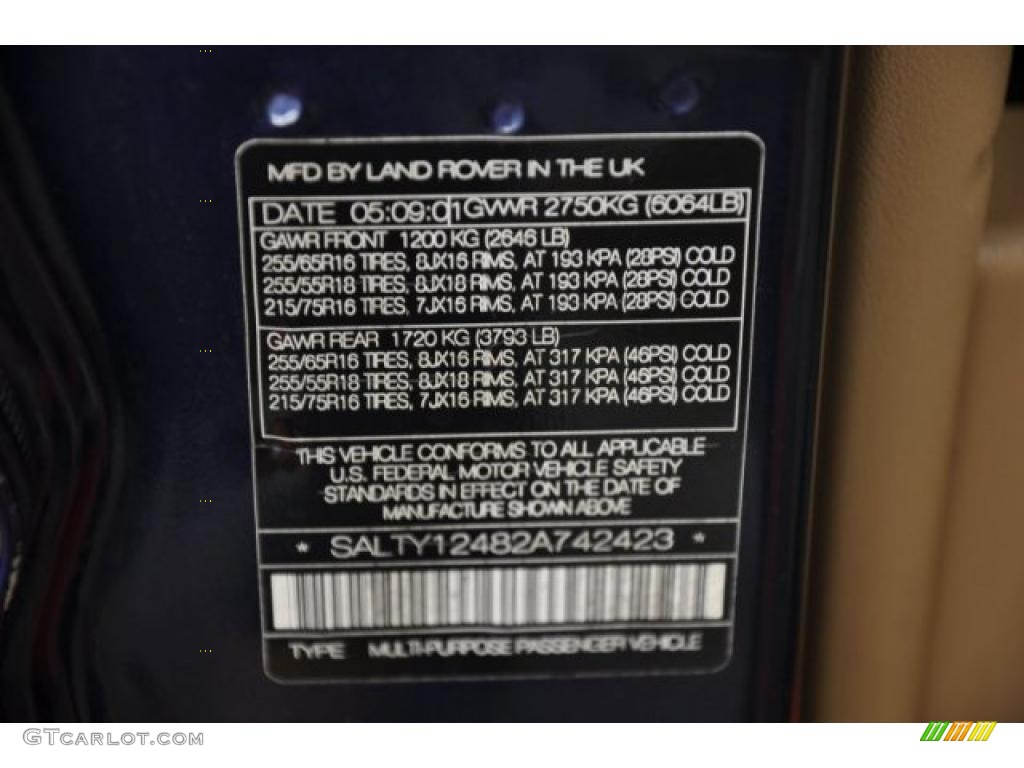 MFD BY LAND ROVER IN THE UK
DATE 05:09:01 GVWR 2750KG (6064LB)
GAWR FRONT 1200 KG (2646 LB)
255/65R16 TIRES, 8JX16 RIMS, AT 193 KPA (28PSI) COLD
255/55R18 TIRES, 8JX18 RIMS, AT 193 KPA (28PSI) COLD
215/75R16 TIRES, 7JX16 RIMS, AT 193 KPA (28PSI) COLD
GAWR REAR 1720 KG (3793 LB)
255/65R16 TIRES, 8JX16 RIMS, AT 317 KPA (46PSI) COLD
255/55R18 TIRES, 8JX18 RIMS, AT 317 KPA (46PSI) COLD
215/75R16 TIRES, 7JX16 RIMS, AT 317 KPA (46PSI) COLD
THIS VEHICLE CONFORMS TO ALL APPLICABLE
U.S. FEDERAL MOTOR VEHICLE SAFETY
STANDARDS IN EFFECT ON THE DATE OF
MANUFACTURE SHOWN ABOVE
* SALTY12482A742423 *
TYPE MULTI-PURPOSE PASSENGER VEHICLE
GTcarlot.com